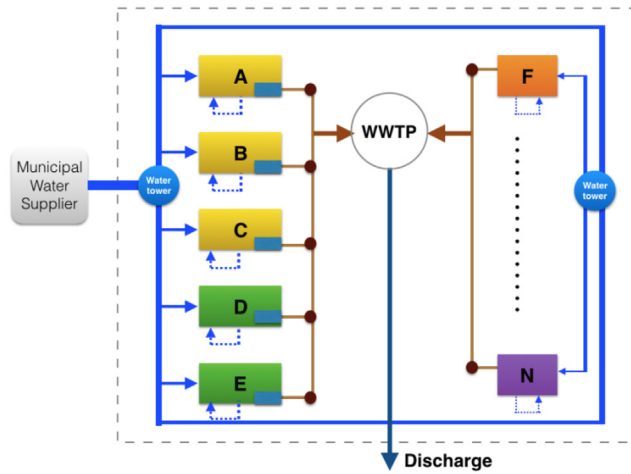 A
F
WWTP
B
Municipal
Water
Supplier
Water
tower
Water
tower
C
D
E
N
Discharge